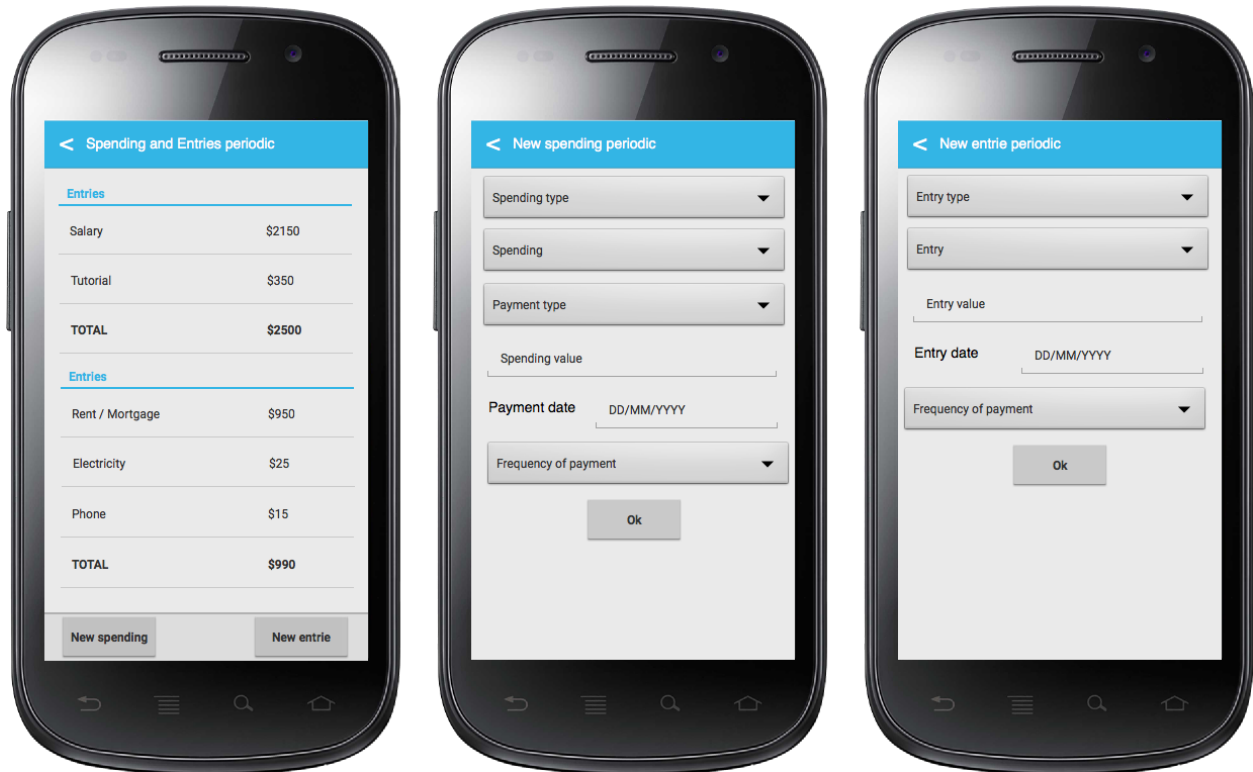 < Spending and Entries periodic
Entries
Salary $2150
Tutorial $350
TOTAL $2500
Entries
Rent / Mortgage $950
Electricity $25
Phone $15
TOTAL $990
New spending New entrie
< New spending periodic
Spending type
Spending
Payment type
Spending value
Payment date DD/MM/YYYY
Frequency of payment
Ok
< New entrie periodic
Entry type
Entry
Entry value
Entry date DD/MM/YYYY
Frequency of payment
Ok